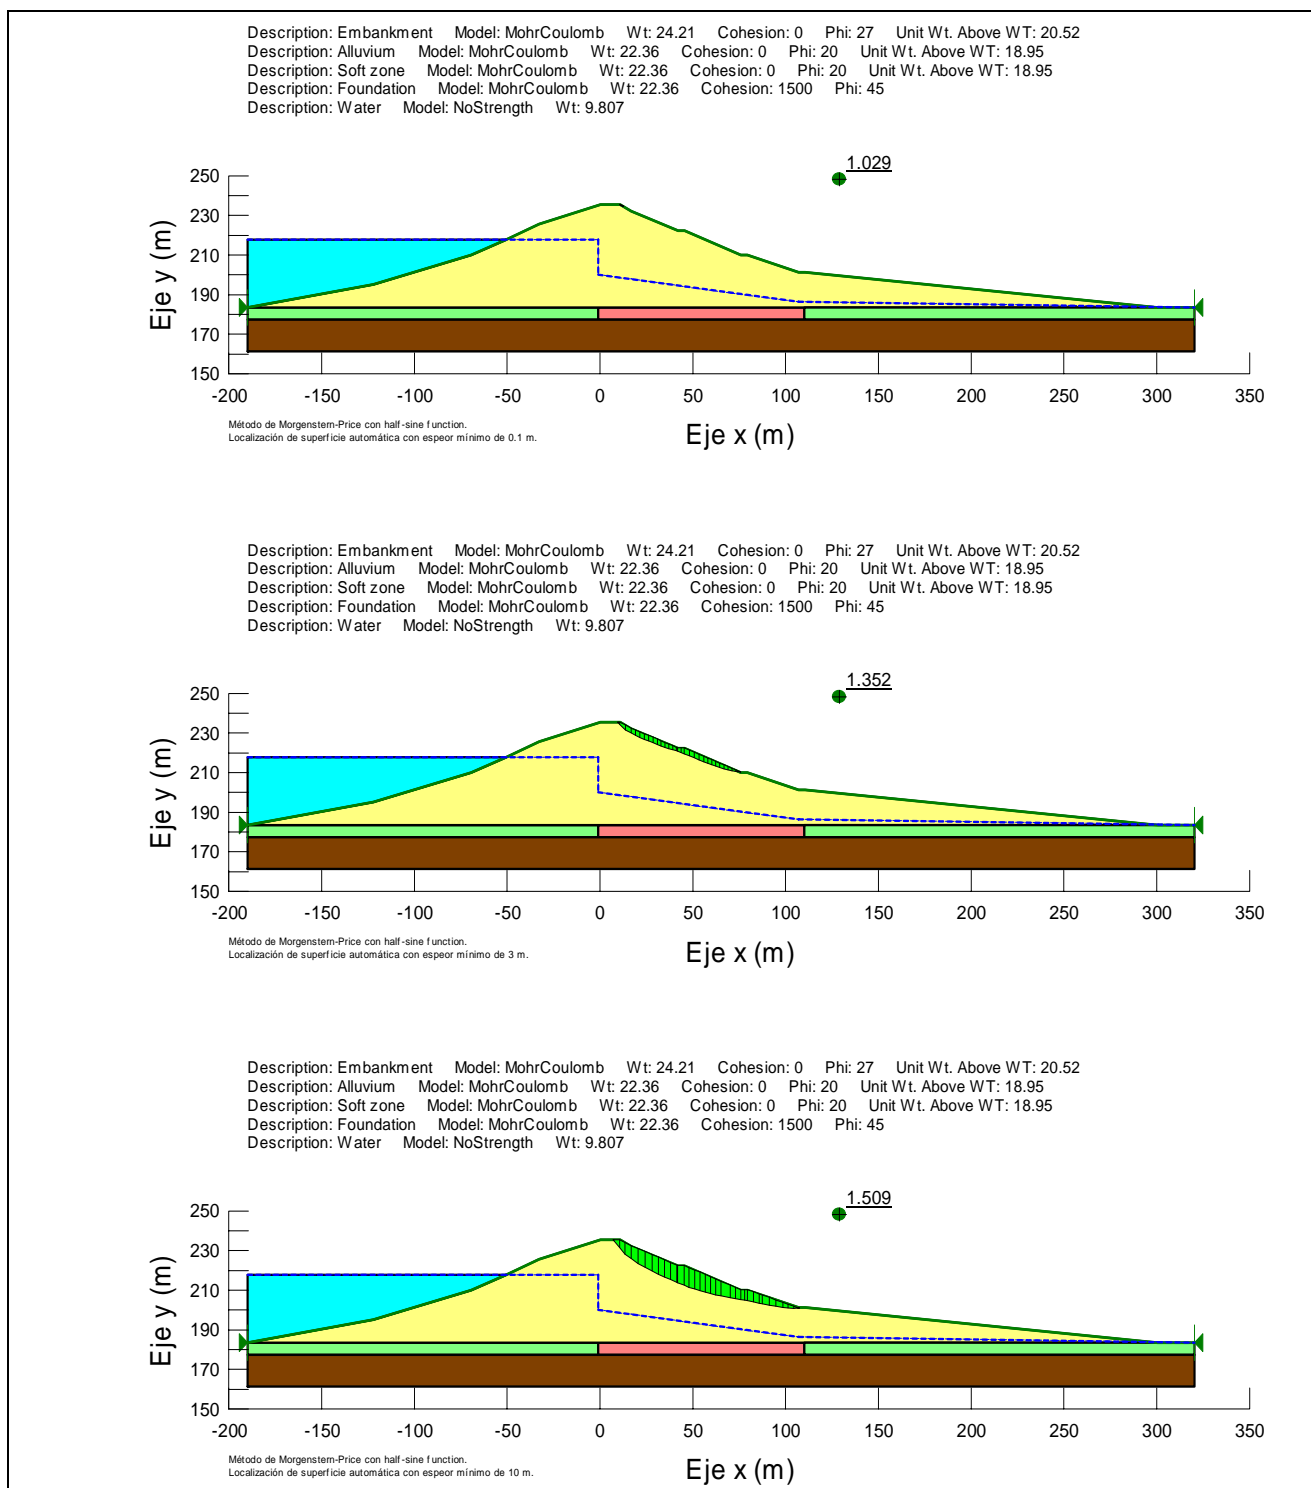 Description: Embankment Model: MohrCoulomb Wt: 24.21 Cohesion: 0 Phi: 27 Unit Wt. Above WT: 20.52
Description: Alluvium Model: MohrCoulomb Wt: 22.36 Cohesion: 0 Phi: 20 Unit Wt. Above WT: 18.95
Description: Soft zone Model: MohrCoulomb Wt: 22.36 Cohesion: 0 Phi: 20 Unit Wt. Above WT: 18.95
Description: Foundation Model: MohrCoulomb Wt: 22.36 Cohesion: 1500 Phi: 45
Description: Water Model: NoStrength Wt: 9.807
1.029
250
230
210
190
170
150
Eje y (m)
-200 -150 -100 -50 0 50 100 150 200 250 300 350
Eje x (m)
Método de Morgenstern-Price con half-sine function.
Localización de superficie automática con espeor mínimo de 0.1 m.
Description: Embankment Model: MohrCoulomb Wt: 24.21 Cohesion: 0 Phi: 27 Unit Wt. Above WT: 20.52
Description: Alluvium Model: MohrCoulomb Wt: 22.36 Cohesion: 0 Phi: 20 Unit Wt. Above WT: 18.95
Description: Soft zone Model: MohrCoulomb Wt: 22.36 Cohesion: 0 Phi: 20 Unit Wt. Above WT: 18.95
Description: Foundation Model: MohrCoulomb Wt: 22.36 Cohesion: 1500 Phi: 45
Description: Water Model: NoStrength Wt: 9.807
1.352
250
230
210
190
170
150
Eje y (m)
-200 -150 -100 -50 0 50 100 150 200 250 300 350
Eje x (m)
Método de Morgenstern-Price con half-sine function.
Localización de superficie automática con espeor mínimo de 3 m.
Description: Embankment Model: MohrCoulomb Wt: 24.21 Cohesion: 0 Phi: 27 Unit Wt. Above WT: 20.52
Description: Alluvium Model: MohrCoulomb Wt: 22.36 Cohesion: 0 Phi: 20 Unit Wt. Above WT: 18.95
Description: Soft zone Model: MohrCoulomb Wt: 22.36 Cohesion: 0 Phi: 20 Unit Wt. Above WT: 18.95
Description: Foundation Model: MohrCoulomb Wt: 22.36 Cohesion: 1500 Phi: 45
Description: Water Model: NoStrength Wt: 9.807
1.509
250
230
210
190
170
150
Eje y (m)
-200 -150 -100 -50 0 50 100 150 200 250 300 350
Eje x (m)
Método de Morgenstern-Price con half-sine function.
Localización de superficie automática con espeor mínimo de 10 m.